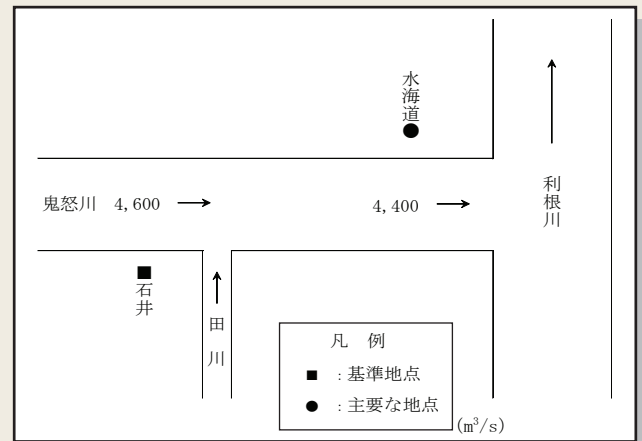 水海道
鬼怒川 4,600
4,400
利根川
石井
田川
凡 例
■ :基準地点
● :主要な地点
(m³/s)